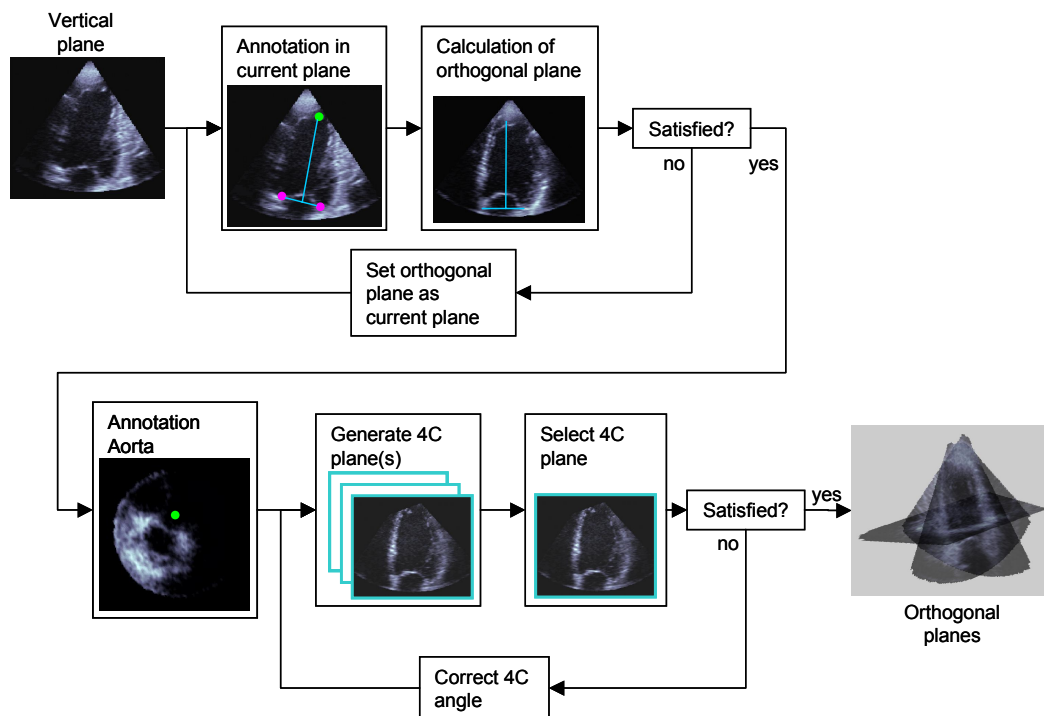 Vertical
plane
Annotation in
current plane
Calculation of
orthogonal plane
Satisfied?
no
yes
Set orthogonal
plane as
current plane
Annotation
Aorta
Generate 4C
plane(s)
Select 4C
plane
Satisfied?
yes
no
Correct 4C
angle
Orthogonal
planes